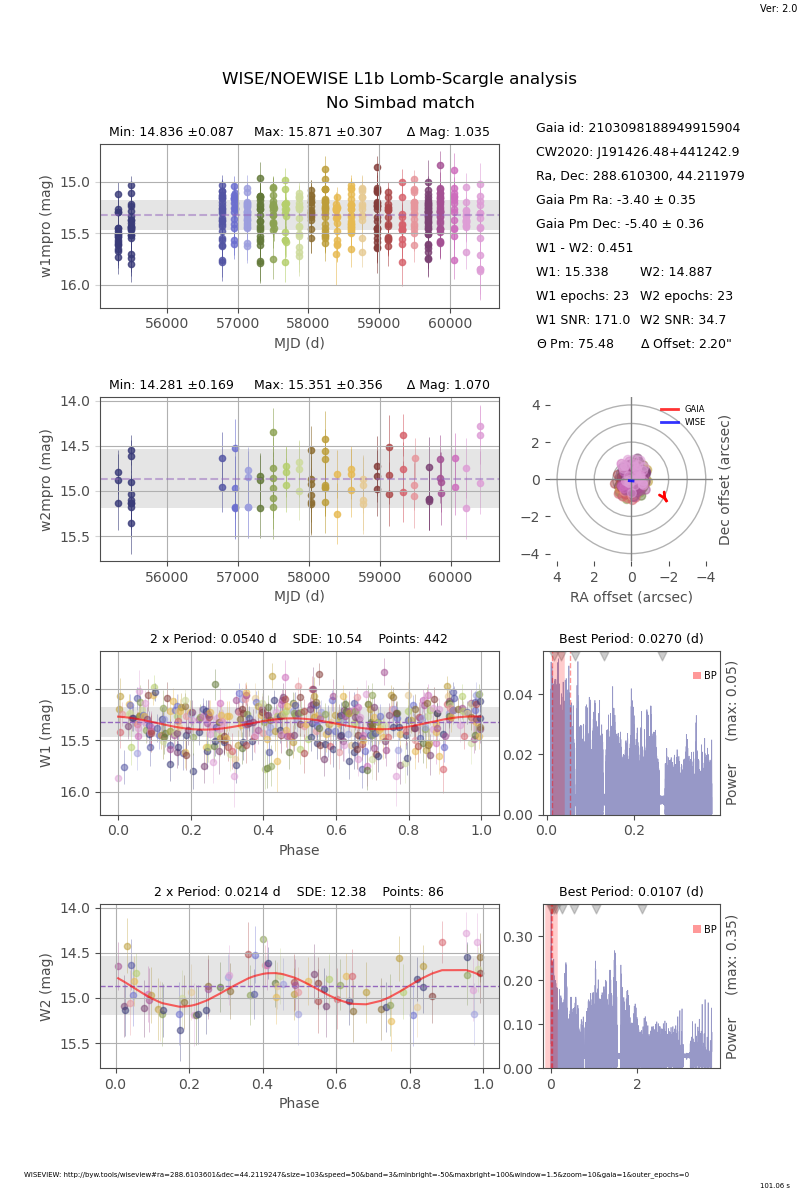 Ver: 2.0
WISE/NOEWISE L1b Lomb-Scargle analysis
No Simbad match
Min: 14.836 ±0.087 Max: 15.871 ±0.307 Δ Mag: 1.035
15.0
15.5
16.0
w1mpro (mag)
56000 57000 58000 59000 60000
MJD (d)
Gaia id: 2103098188949915904
CW2020: J191426.48+441242.9
Ra, Dec: 288.610300, 44.211979
Gaia Pm Ra: -3.40 ± 0.35
Gaia Pm Dec: -5.40 ± 0.36
W1 - W2: 0.451
W1: 15.338 W2: 14.887
W1 epochs: 23 W2 epochs: 23
W1 SNR: 171.0 W2 SNR: 34.7
Θ Pm: 75.48 Δ Offset: 2.20"
Min: 14.281 ±0.169 Max: 15.351 ±0.356 Δ Mag: 1.070
14.0
14.5
15.0
15.5
w2mpro (mag)
56000 57000 58000 59000 60000
MJD (d)
GAIA
WISE
4
2
0
−2
−4
4 2 0 −2 −4
RA offset (arcsec)
Dec offset (arcsec)
2 x Period: 0.0540 d SDE: 10.54 Points: 442
15.0
15.5
16.0
W1 (mag)
0.0 0.2 0.4 0.6 0.8 1.0
Phase
Best Period: 0.0270 (d)
BP
0.04
0.02
0.00
0.0 0.2
Power (max: 0.05)
2 x Period: 0.0214 d SDE: 12.38 Points: 86
14.0
14.5
15.0
15.5
W2 (mag)
0.0 0.2 0.4 0.6 0.8 1.0
Phase
Best Period: 0.0107 (d)
BP
0.30
0.20
0.10
0.00
0 2
Power (max: 0.35)
WISEVIEW: http://byw.tools/wiseview#ra=288.6103601&dec=44.2119247&size=103&speed=50&band=3&minbright=-50&maxbright=100&window=1.5&zoom=10&gaia=1&outer_epochs=0
101.06 s